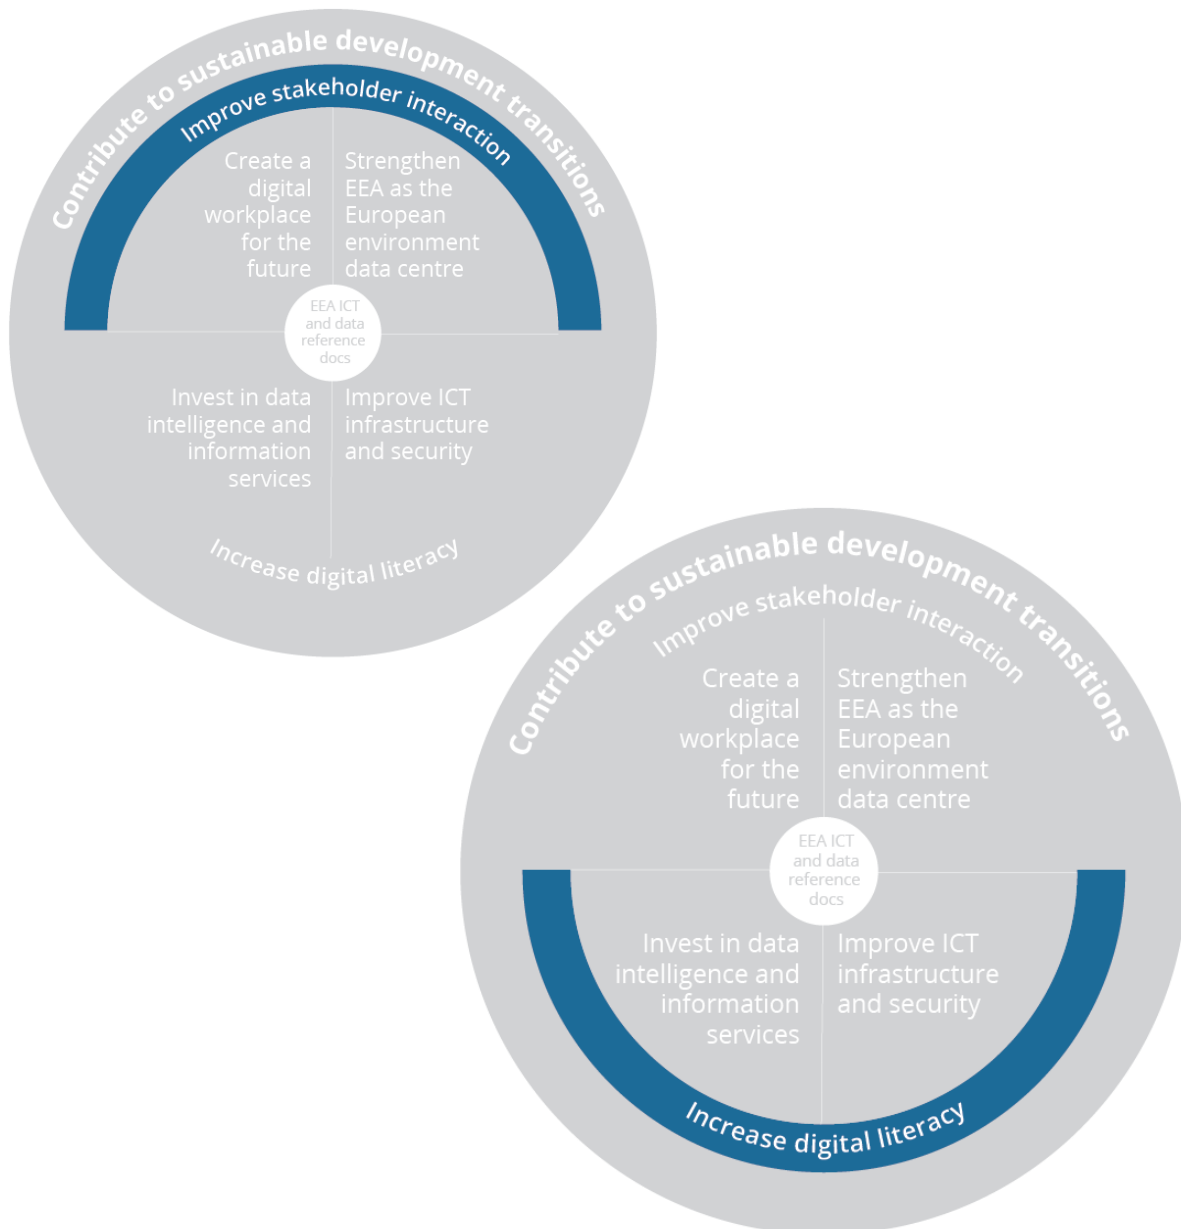 Contribute to sustainable development transitions
Improve stakeholder interaction
Create a
digital
workplace
for the
future
Strengthen
EEA as the
European
environment
data centre
EEA ICT
and data
reference
docs
Invest in data
intelligence and
information
services
Improve ICT
infrastructure
and security
Increase digital literacy
Contribute to sustainable development transitions
Improve stakeholder interaction
Create a
digital
workplace
for the
future
Strengthen
EEA as the
European
environment
data centre
EEA ICT
and data
reference
docs
Invest in data
intelligence and
information
services
Improve ICT
infrastructure
and security
Increase digital literacy